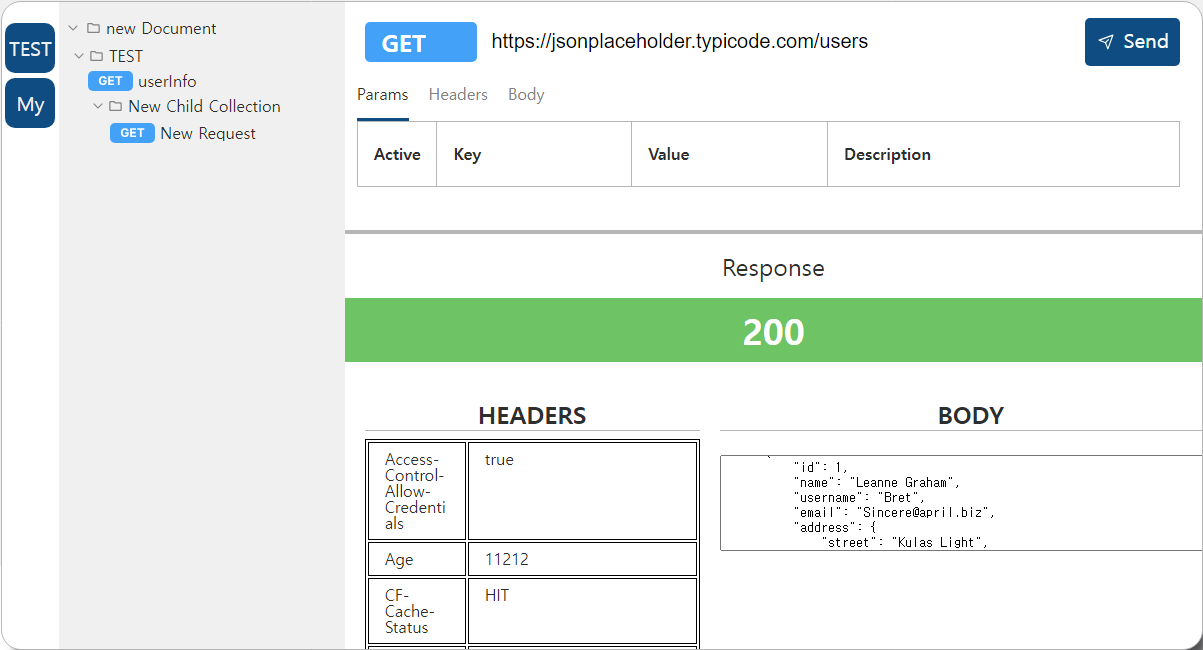 TEST
My
new Document
TEST
GET userInfo
New Child Collection
GET New Request
GET https://jsonplaceholder.typicode.com/users
Send
Params Headers Body
Active Key Value Description
Response
200
HEADERS
Access-
Control-
Allow-
Credenti
als
true
Age 11212
CF-
Cache-
Status
HIT
BODY
"id": 1,
"name": "Leanne Graham",
"username": "Bret",
"email": "Sincere@april.biz",
"address": {
"street": "Kulas Light",